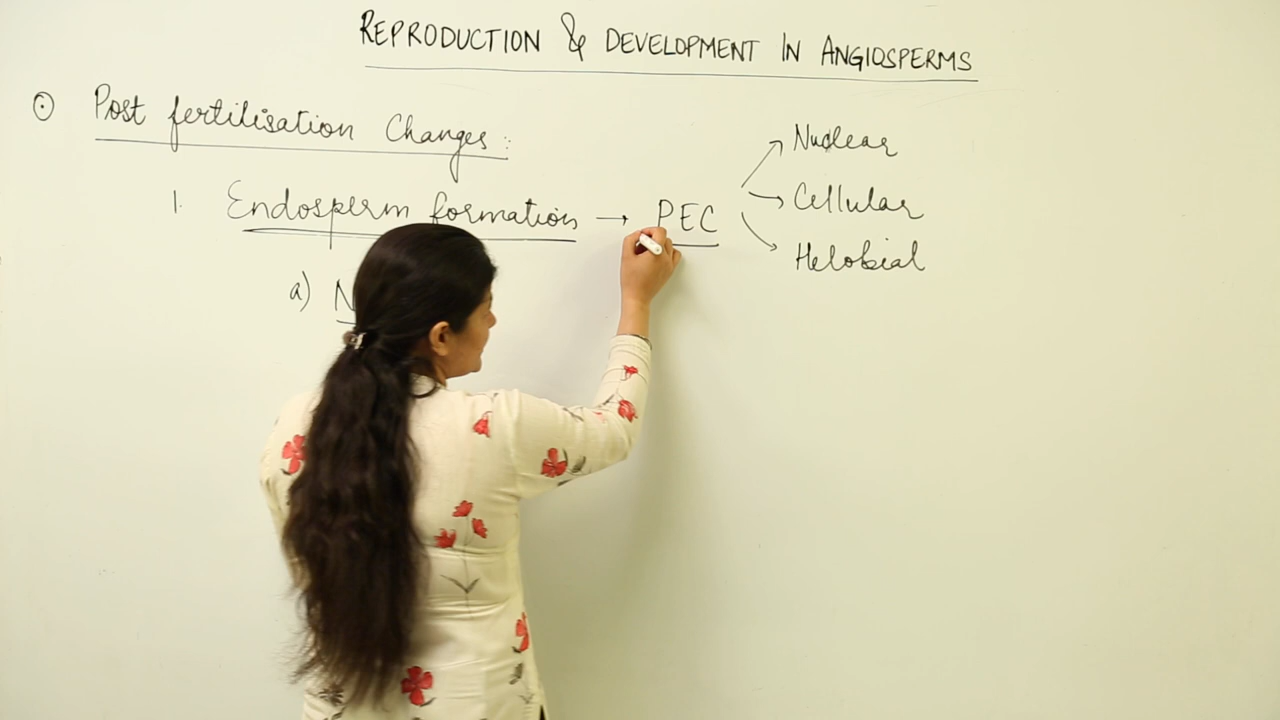 REPRODUCTION & DEVELOPMENT IN ANGIOSPERMS
⊙ Post fertilisation Changes:
1. Endosperm formation → PEC
Nuclear
Cellular
Helobial
a) N